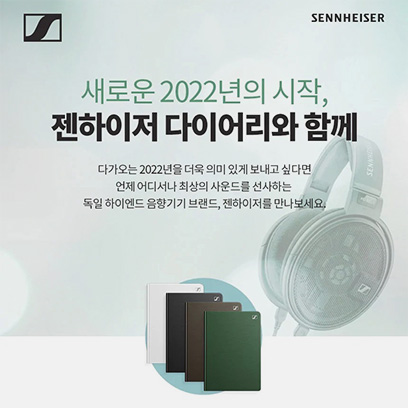 SENNHEISER
새로운 2022년의 시작,
젠하이저 다이어리와 함께
다가오는 2022년을 더욱 의미 있게 보내고 싶다면
언제 어디서나 최상의 사운드를 선사하는
독일 하이엔드 음향기기 브랜드, 젠하이저를 만나보세요.
SENNHEISER